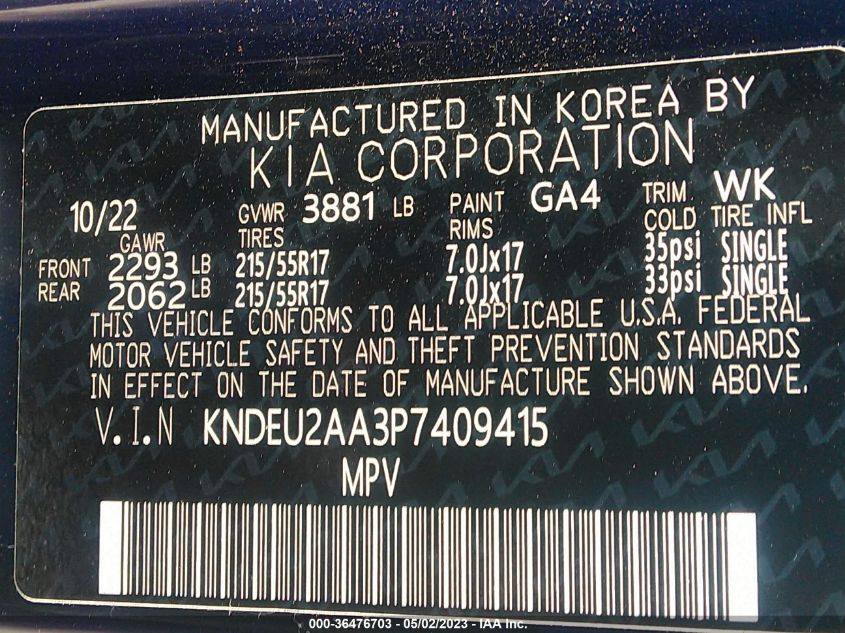 MANUFACTURED IN KOREA BY
KIA CORPORATION
10/22 GVWR 3881 LB PAINT GA4 TRIM WK
GAWR TIRES RIMS COLD TIRE INFL
FRONT 2293 LB 215/55R17 7.0Jx17 35psi SINGLE
REAR 2062 LB 215/55R17 7.0Jx17 33psi SINGLE
THIS VEHICLE CONFORMS TO ALL APPLICABLE U.S.A. FEDERAL
MOTOR VEHICLE SAFETY AND THEFT PREVENTION STANDARDS
IN EFFECT ON THE DATE OF MANUFACTURE SHOWN ABOVE.
V.I.N KNDEU2AA3P7409415
MPV
000-36476703 - 05/02/2023 - IAA Inc.